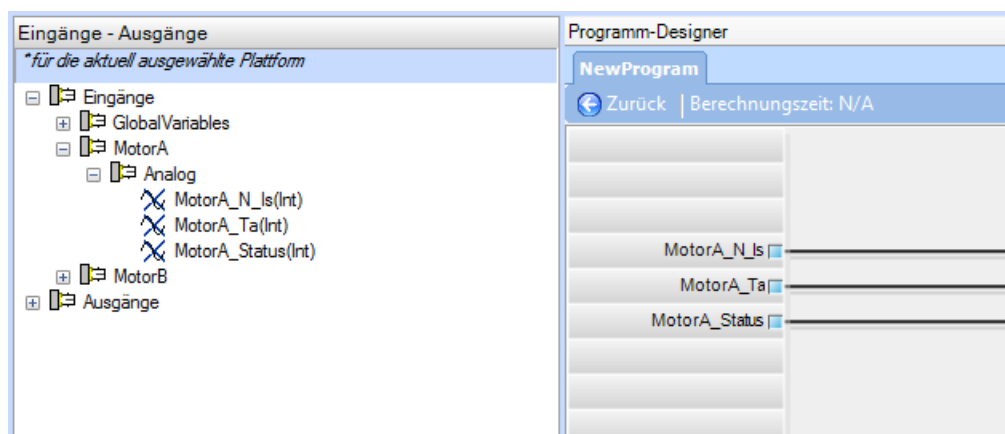 Eingänge - Ausgänge
*für die aktuell ausgewählte Plattform
Eingänge
GlobalVariables
MotorA
Analog
MotorA_N_Is(Int)
MotorA_Ta(Int)
MotorA_Status(Int)
MotorB
Ausgänge
Programm-Designer
NewProgram
Zurück | Berechnungszeit: N/A
MotorA_N_Is
MotorA_Ta
MotorA_Status